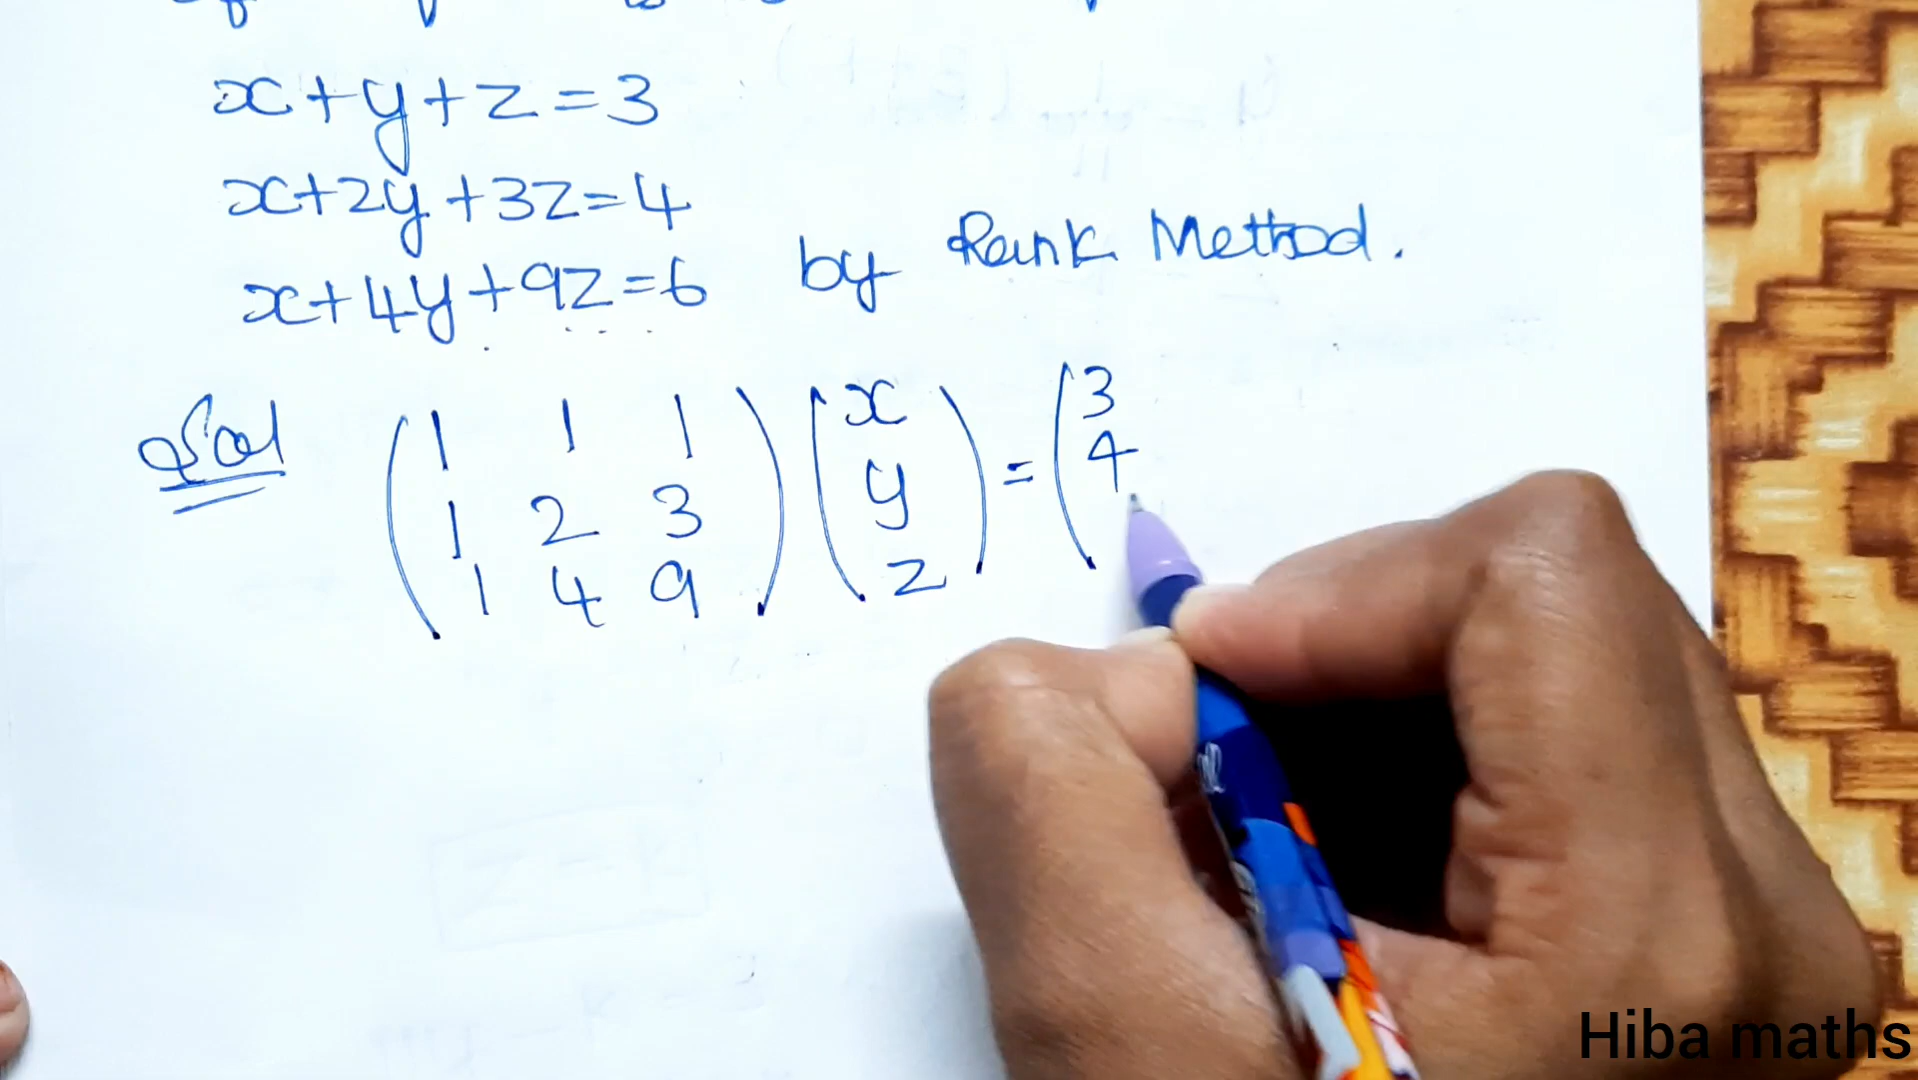 x+y+z=3
x+2y+3z=4
x+4y+9z=6 by Rank Method.
Sol
( 1 1 1 ) ( x ) = ( 3
1 2 3 y 4
1 4 9 z
Hiba maths